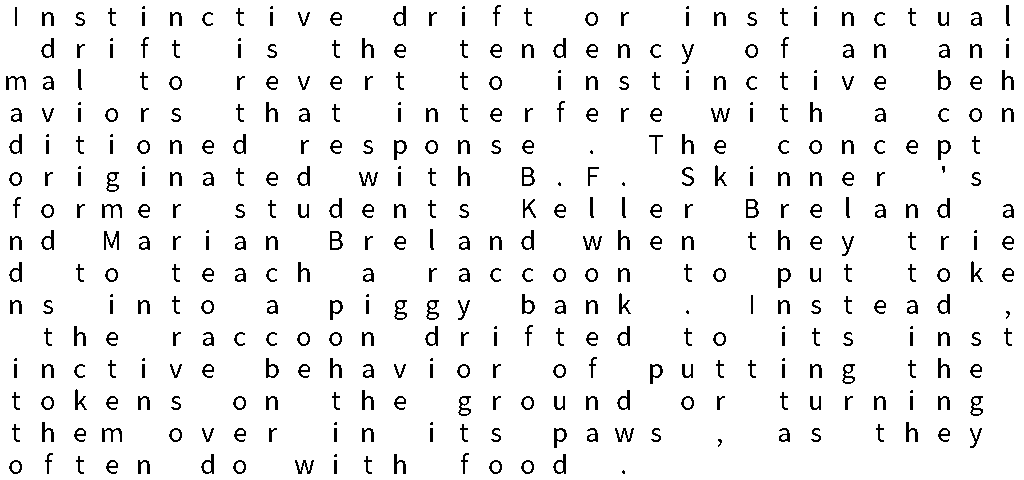 Instinctive drift or instinctual
drift is the tendency of an ani
mal to revert to instinctive beh
aviors that interfere with a con
ditioned response . The concept
originated with B.F. Skinner 's
former students Keller Breland a
nd Marian Breland when they trie
d to teach a raccoon to put toke
ns into a piggy bank . Instead ,
the raccoon drifted to its inst
inctive behavior of putting the
tokens on the ground or turning
them over in its paws , as they
often do with food .